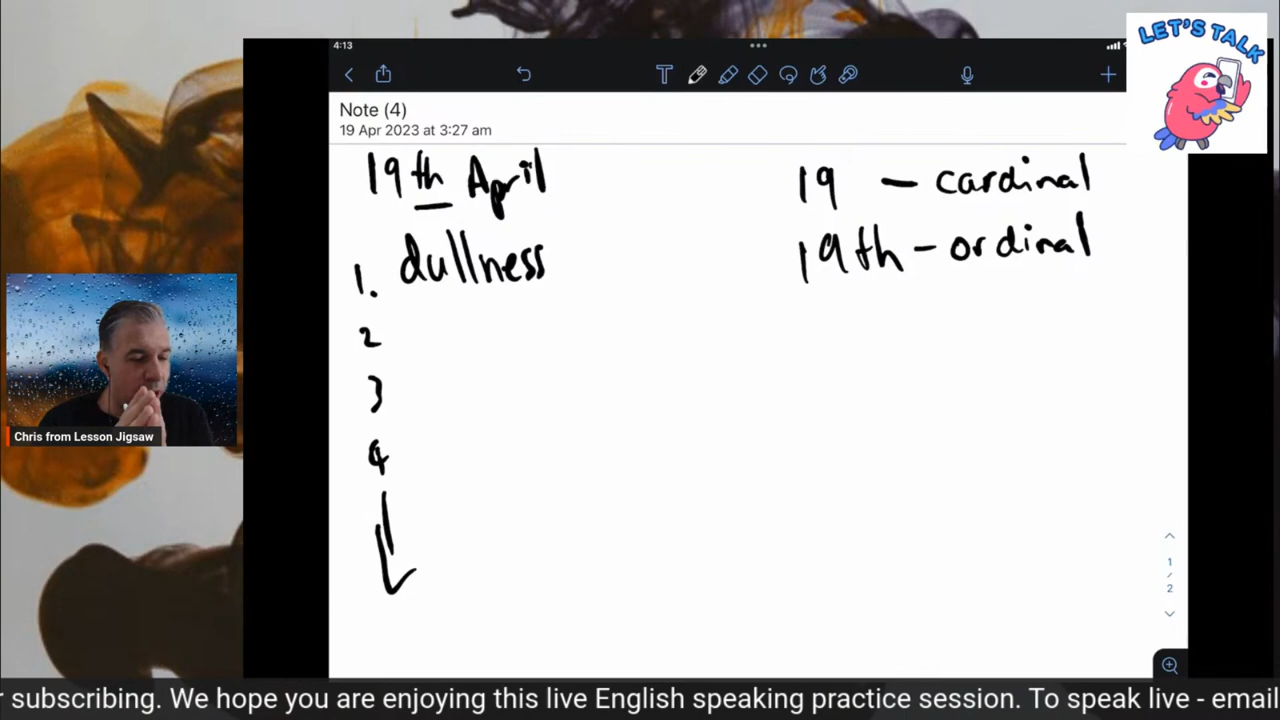 4:13
LET'S TALK
Note (4)
19 Apr 2023 at 3:27 am
19th April
19 – cardinal
19th – ordinal
1. dullness
2
3
4
1
/
2
Chris from Lesson Jigsaw
r subscribing. We hope you are enjoying this live English speaking practice session. To speak live - email